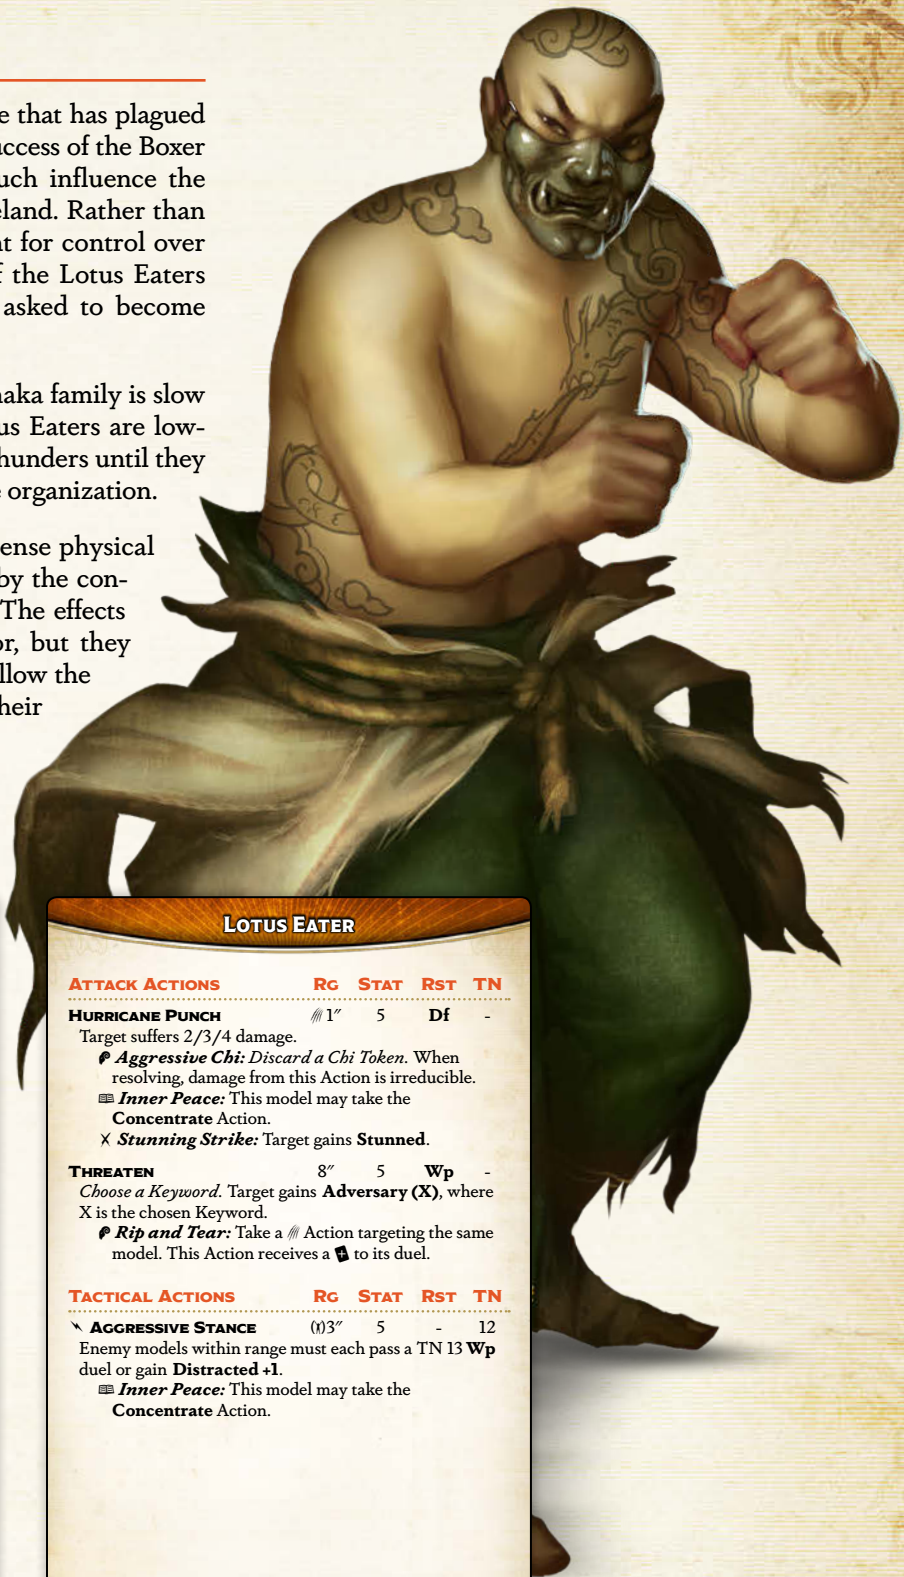 e that has plagued
ccess of the Boxer
uch influence the
eland. Rather than
nt for control over
f the Lotus Eaters
asked to become
naka family is slow
us Eaters are low-
hunders until they
e organization.
ense physical
by the con-
The effects
or, but they
llow the
heir
Lotus Eater
Attack Actions Rg Stat Rst TN
Hurricane Punch 1″ 5 Df -
Target suffers 2/3/4 damage.
Aggressive Chi: Discard a Chi Token. When
resolving, damage from this Action is irreducible.
Inner Peace: This model may take the
Concentrate Action.
Stunning Strike: Target gains Stunned.
Threaten 8″ 5 Wp -
Choose a Keyword. Target gains Adversary (X), where
X is the chosen Keyword.
Rip and Tear: Take a Action targeting the same
model. This Action receives a + to its duel.
Tactical Actions Rg Stat Rst TN
Aggressive Stance 3″ 5 - 12
Enemy models within range must each pass a TN 13 Wp
duel or gain Distracted +1.
Inner Peace: This model may take the
Concentrate Action.